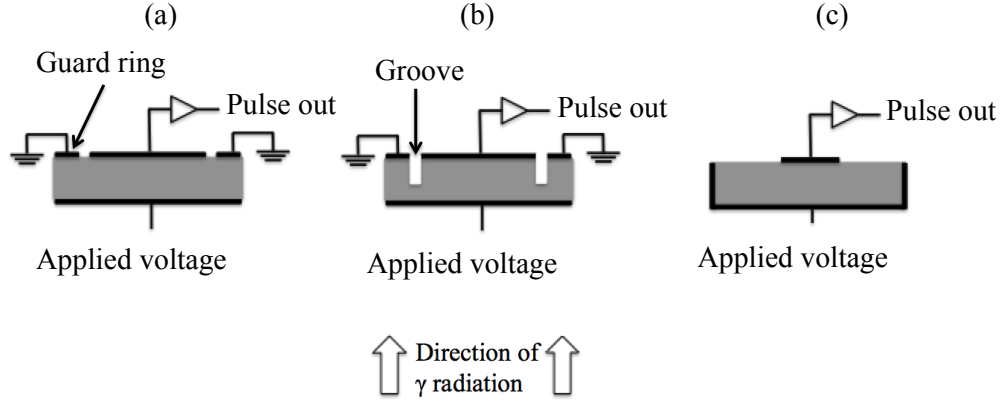 (a)
(b)
(c)
Guard ring
Groove
Pulse out
Pulse out
Pulse out
Applied voltage
Applied voltage
Applied voltage
Direction of
γ radiation